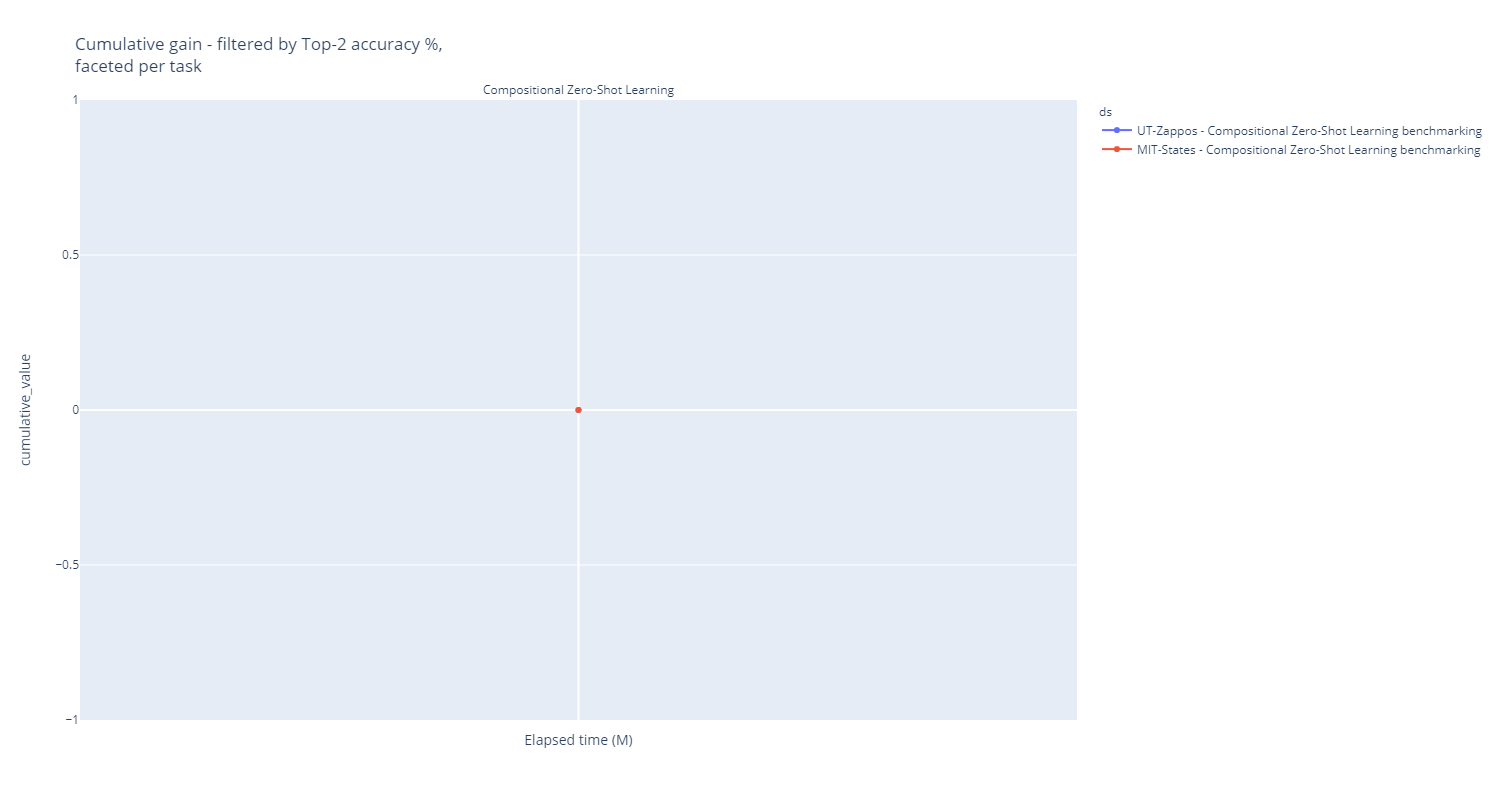 Cumulative gain - filtered by Top-2 accuracy %,
faceted per task
Compositional Zero-Shot Learning
1
0.5
0
−0.5
−1
cumulative_value
Elapsed time (M)
ds
UT-Zappos - Compositional Zero-Shot Learning benchmarking
MIT-States - Compositional Zero-Shot Learning benchmarking